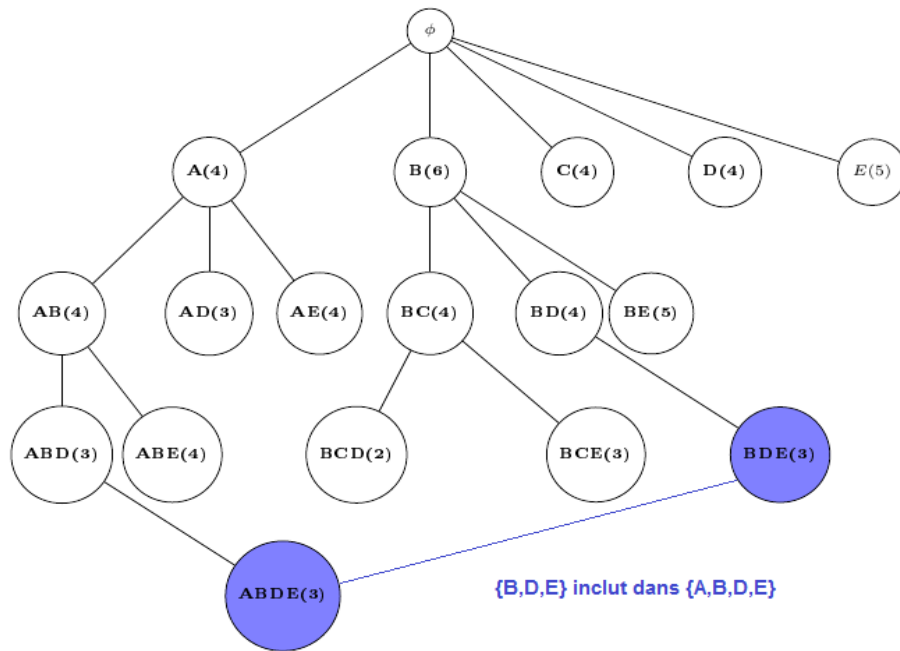 ϕ
A(4)
B(6)
C(4)
D(4)
E(5)
AB(4)
AD(3)
AE(4)
BC(4)
BD(4)
BE(5)
ABD(3)
ABE(4)
BCD(2)
BCE(3)
BDE(3)
ABDE(3)
{B,D,E} inclut dans {A,B,D,E}